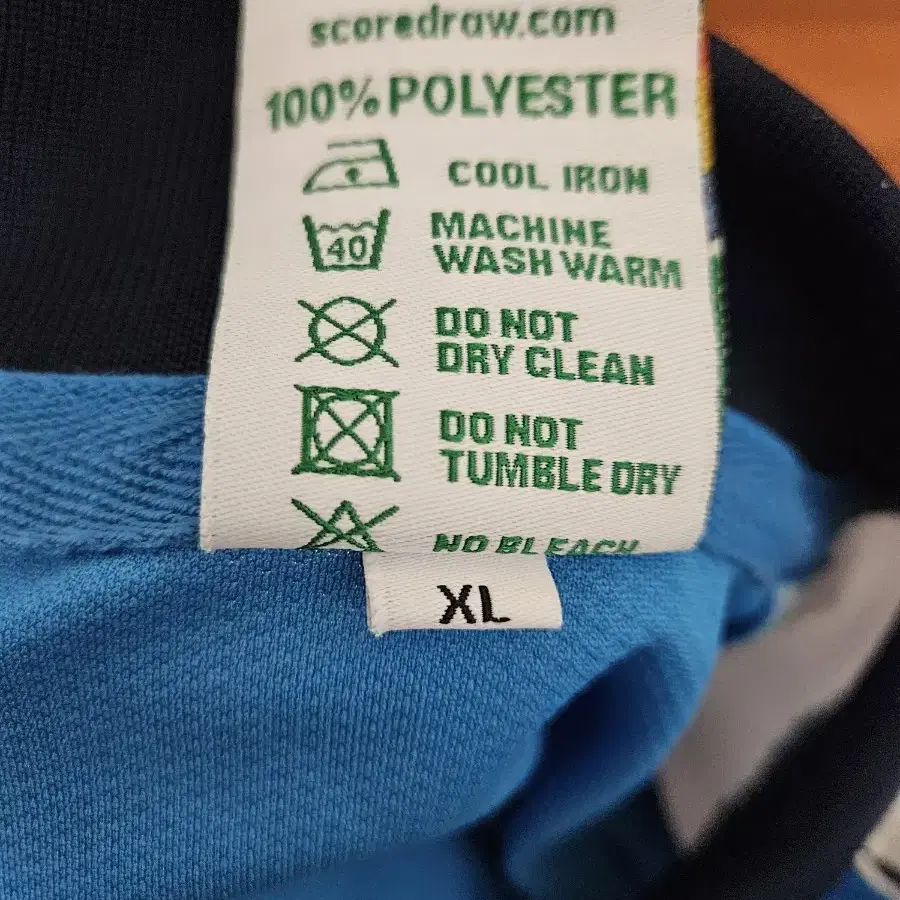 scoredraw.com
100% POLYESTER
COOL IRON
40
MACHINE
WASH WARM
DO NOT
DRY CLEAN
DO NOT
TUMBLE DRY
NO BLEACH
XL